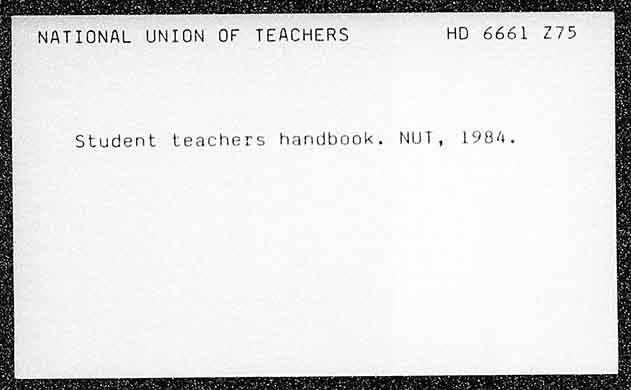 NATIONAL UNION OF TEACHERS HD 6661 Z75
Student teachers handbook. NUT, 1984.